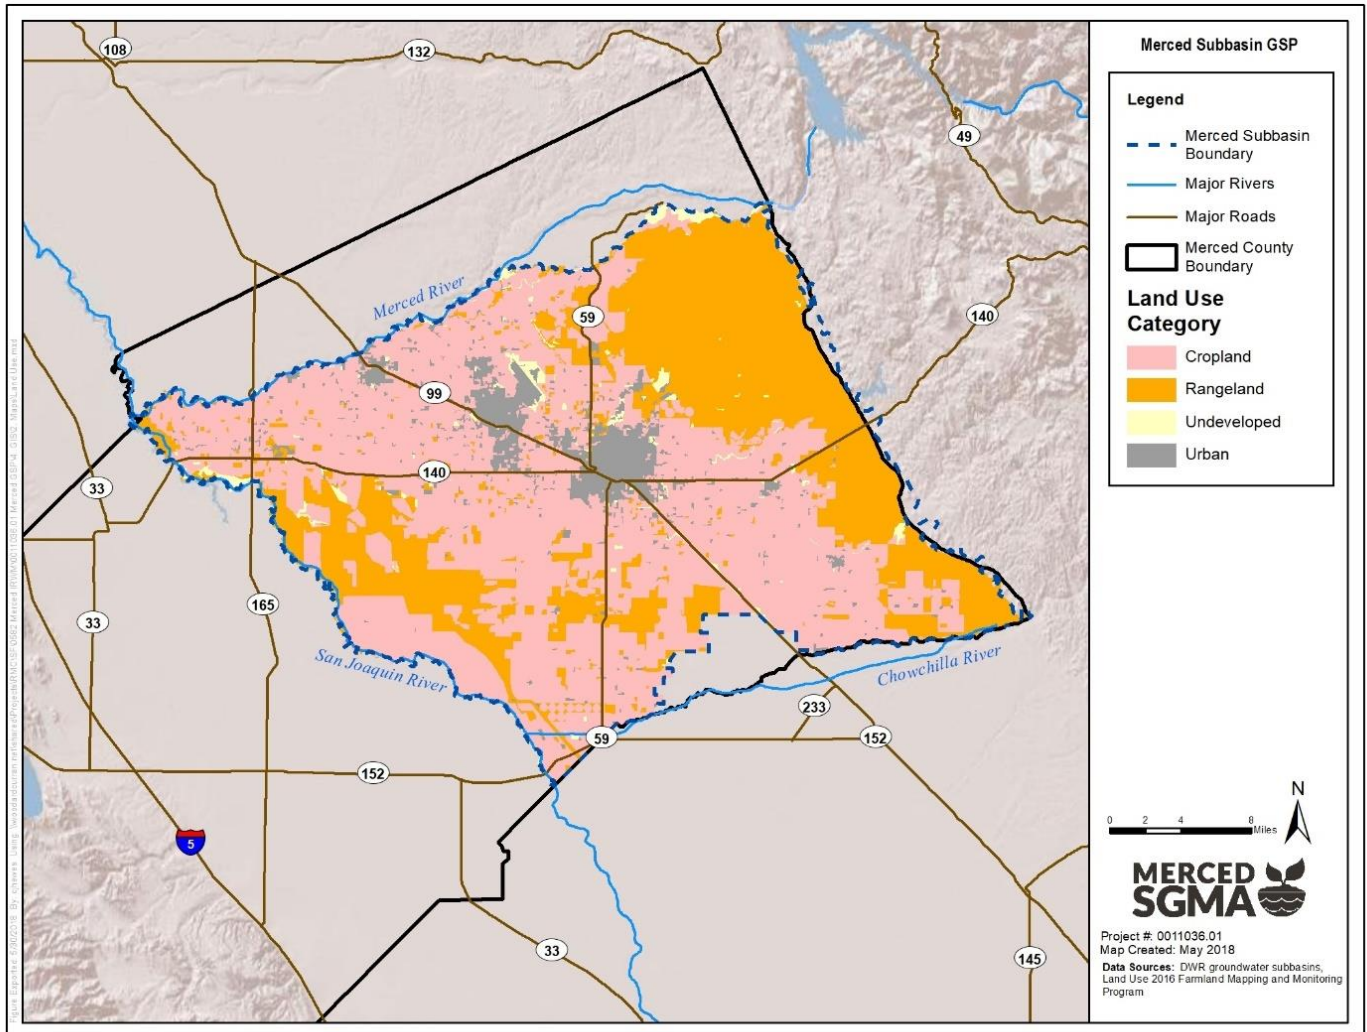 Merced Subbasin GSP
Legend
Merced Subbasin
Boundary
Major Rivers
Major Roads
Merced County
Boundary
Land Use
Category
Cropland
Rangeland
Undeveloped
Urban
108
132
49
Merced River
59
140
99
140
33
33
165
San Joaquin River
Chowchilla River
233
59
152
152
5
33
145
N
0 2 4 8
Miles
MERCED
SGMA
Project #: 0011036.01
Map Created: May 2018
Data Sources: DWR groundwater subbasins,
Land Use 2016 Farmland Mapping and Monitoring
Program